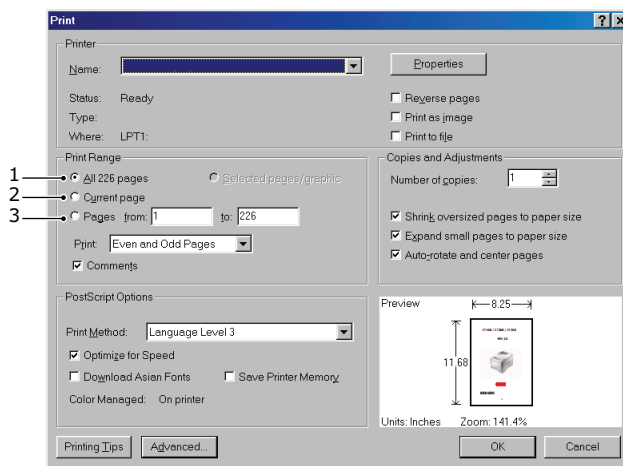 Print
Printer
Name:
Properties
Status: Ready
Type:
Where: LPT1:
Reverse pages
Print as image
Print to file
Print Range
1 All 226 pages Selected pages/graphic
2 Current page
3 Pages from: 1 to: 226
Print: Even and Odd Pages
Comments
Copies and Adjustments
Number of copies: 1
Shrink oversized pages to paper size
Expand small pages to paper size
Auto-rotate and center pages
PostScript Options
Print Method: Language Level 3
Optimize for Speed
Download Asian Fonts Save Printer Memory
Color Managed: On printer
Preview
8.25
11.68
Units: Inches Zoom: 141.4%
Printing Tips Advanced... OK Cancel